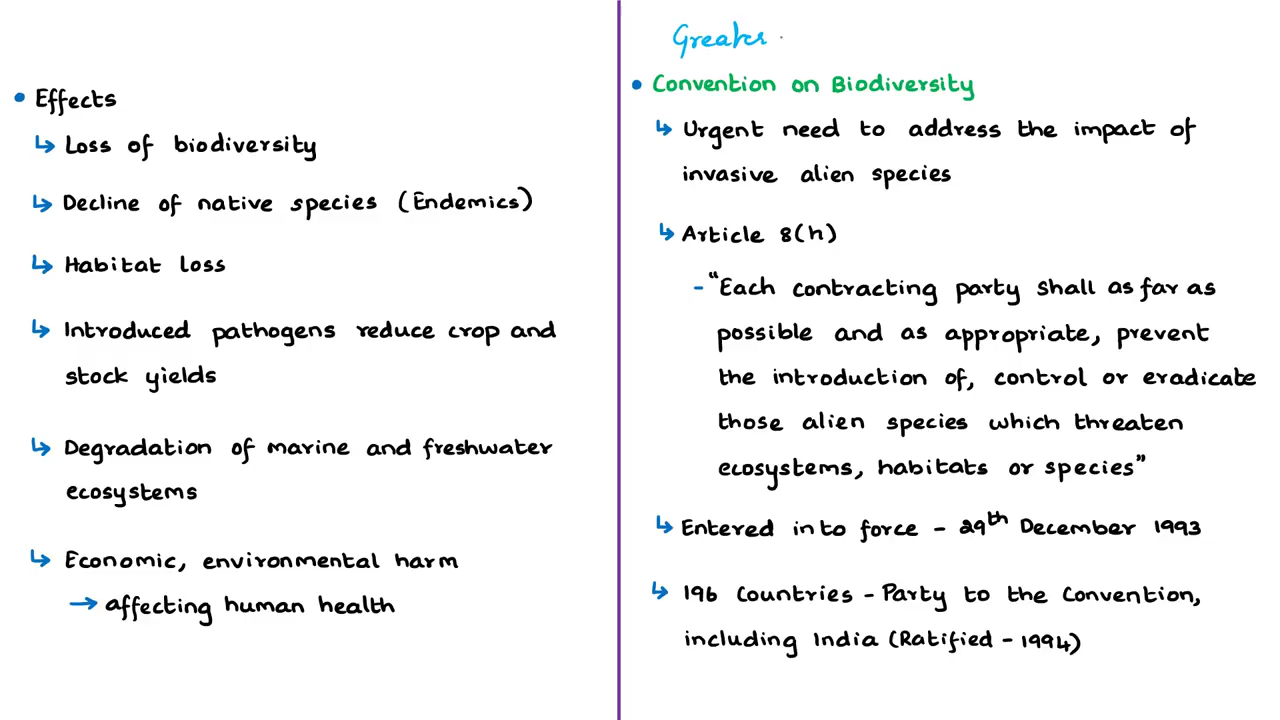 • Effects
↳ Loss of biodiversity
↳ Decline of native species (Endemics)
↳ Habitat loss
↳ Introduced pathogens reduce crop and
stock yields
↳ Degradation of marine and freshwater
ecosystems
↳ Economic, environmental harm
→ affecting human health
Greater
• Convention on Biodiversity
↳ Urgent need to address the impact of
invasive alien species
↳ Article 8(h)
- "Each contracting party shall as far as
possible and as appropriate, prevent
the introduction of, control or eradicate
those alien species which threaten
ecosystems, habitats or species"
↳ Entered into force - 29th December 1993
↳ 196 Countries - Party to the Convention,
including India (Ratified - 1994)